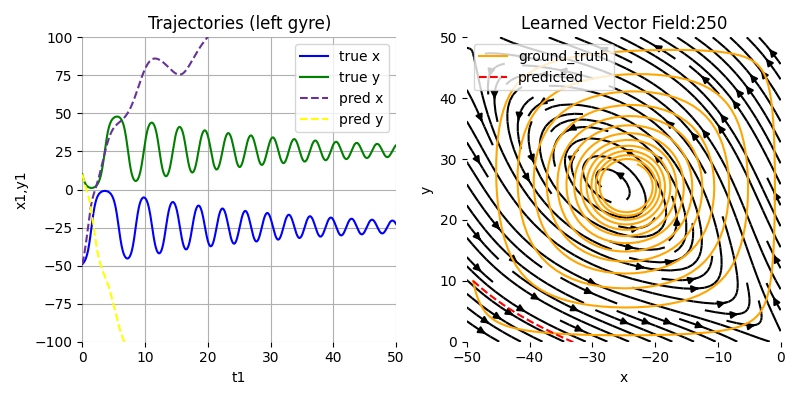 Trajectories (left gyre)
x1,y1
100
75
50
25
0
−25
−50
−75
−100
0 10 20 30 40 50
t1
true x
true y
pred x
pred y
Learned Vector Field:250
y
50
40
30
20
10
0
−50 −40 −30 −20 −10 0
x
ground_truth
predicted